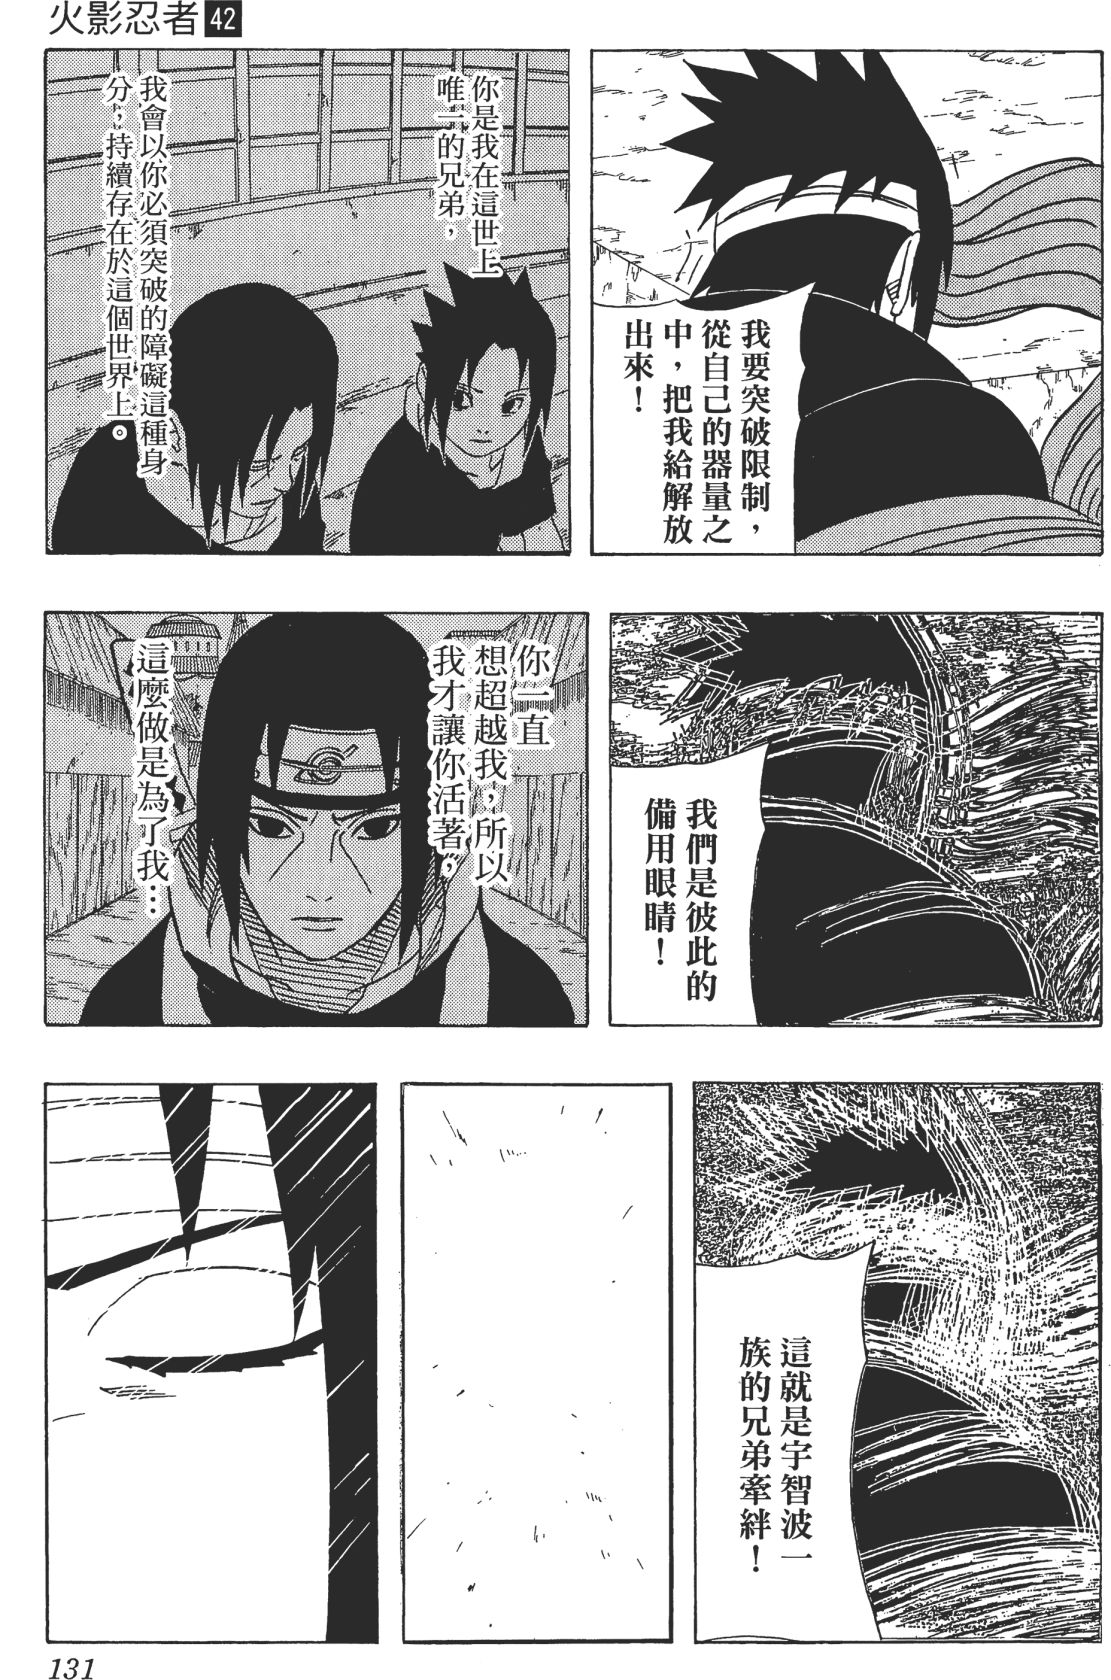 火影忍者42
我要突破限制，
從自己的器量之
中，把我給解放
出來！
你是我在這世上
唯一的兄弟，
我會以你必須突破的障礙這種身
分，持續存在於這個世界上。
我們是彼此的
備用眼睛！
你一直
想超越我，所以
我才讓你活著，
這麼做是為了我…
這就是宇智波一
族的兄弟牽絆！
131